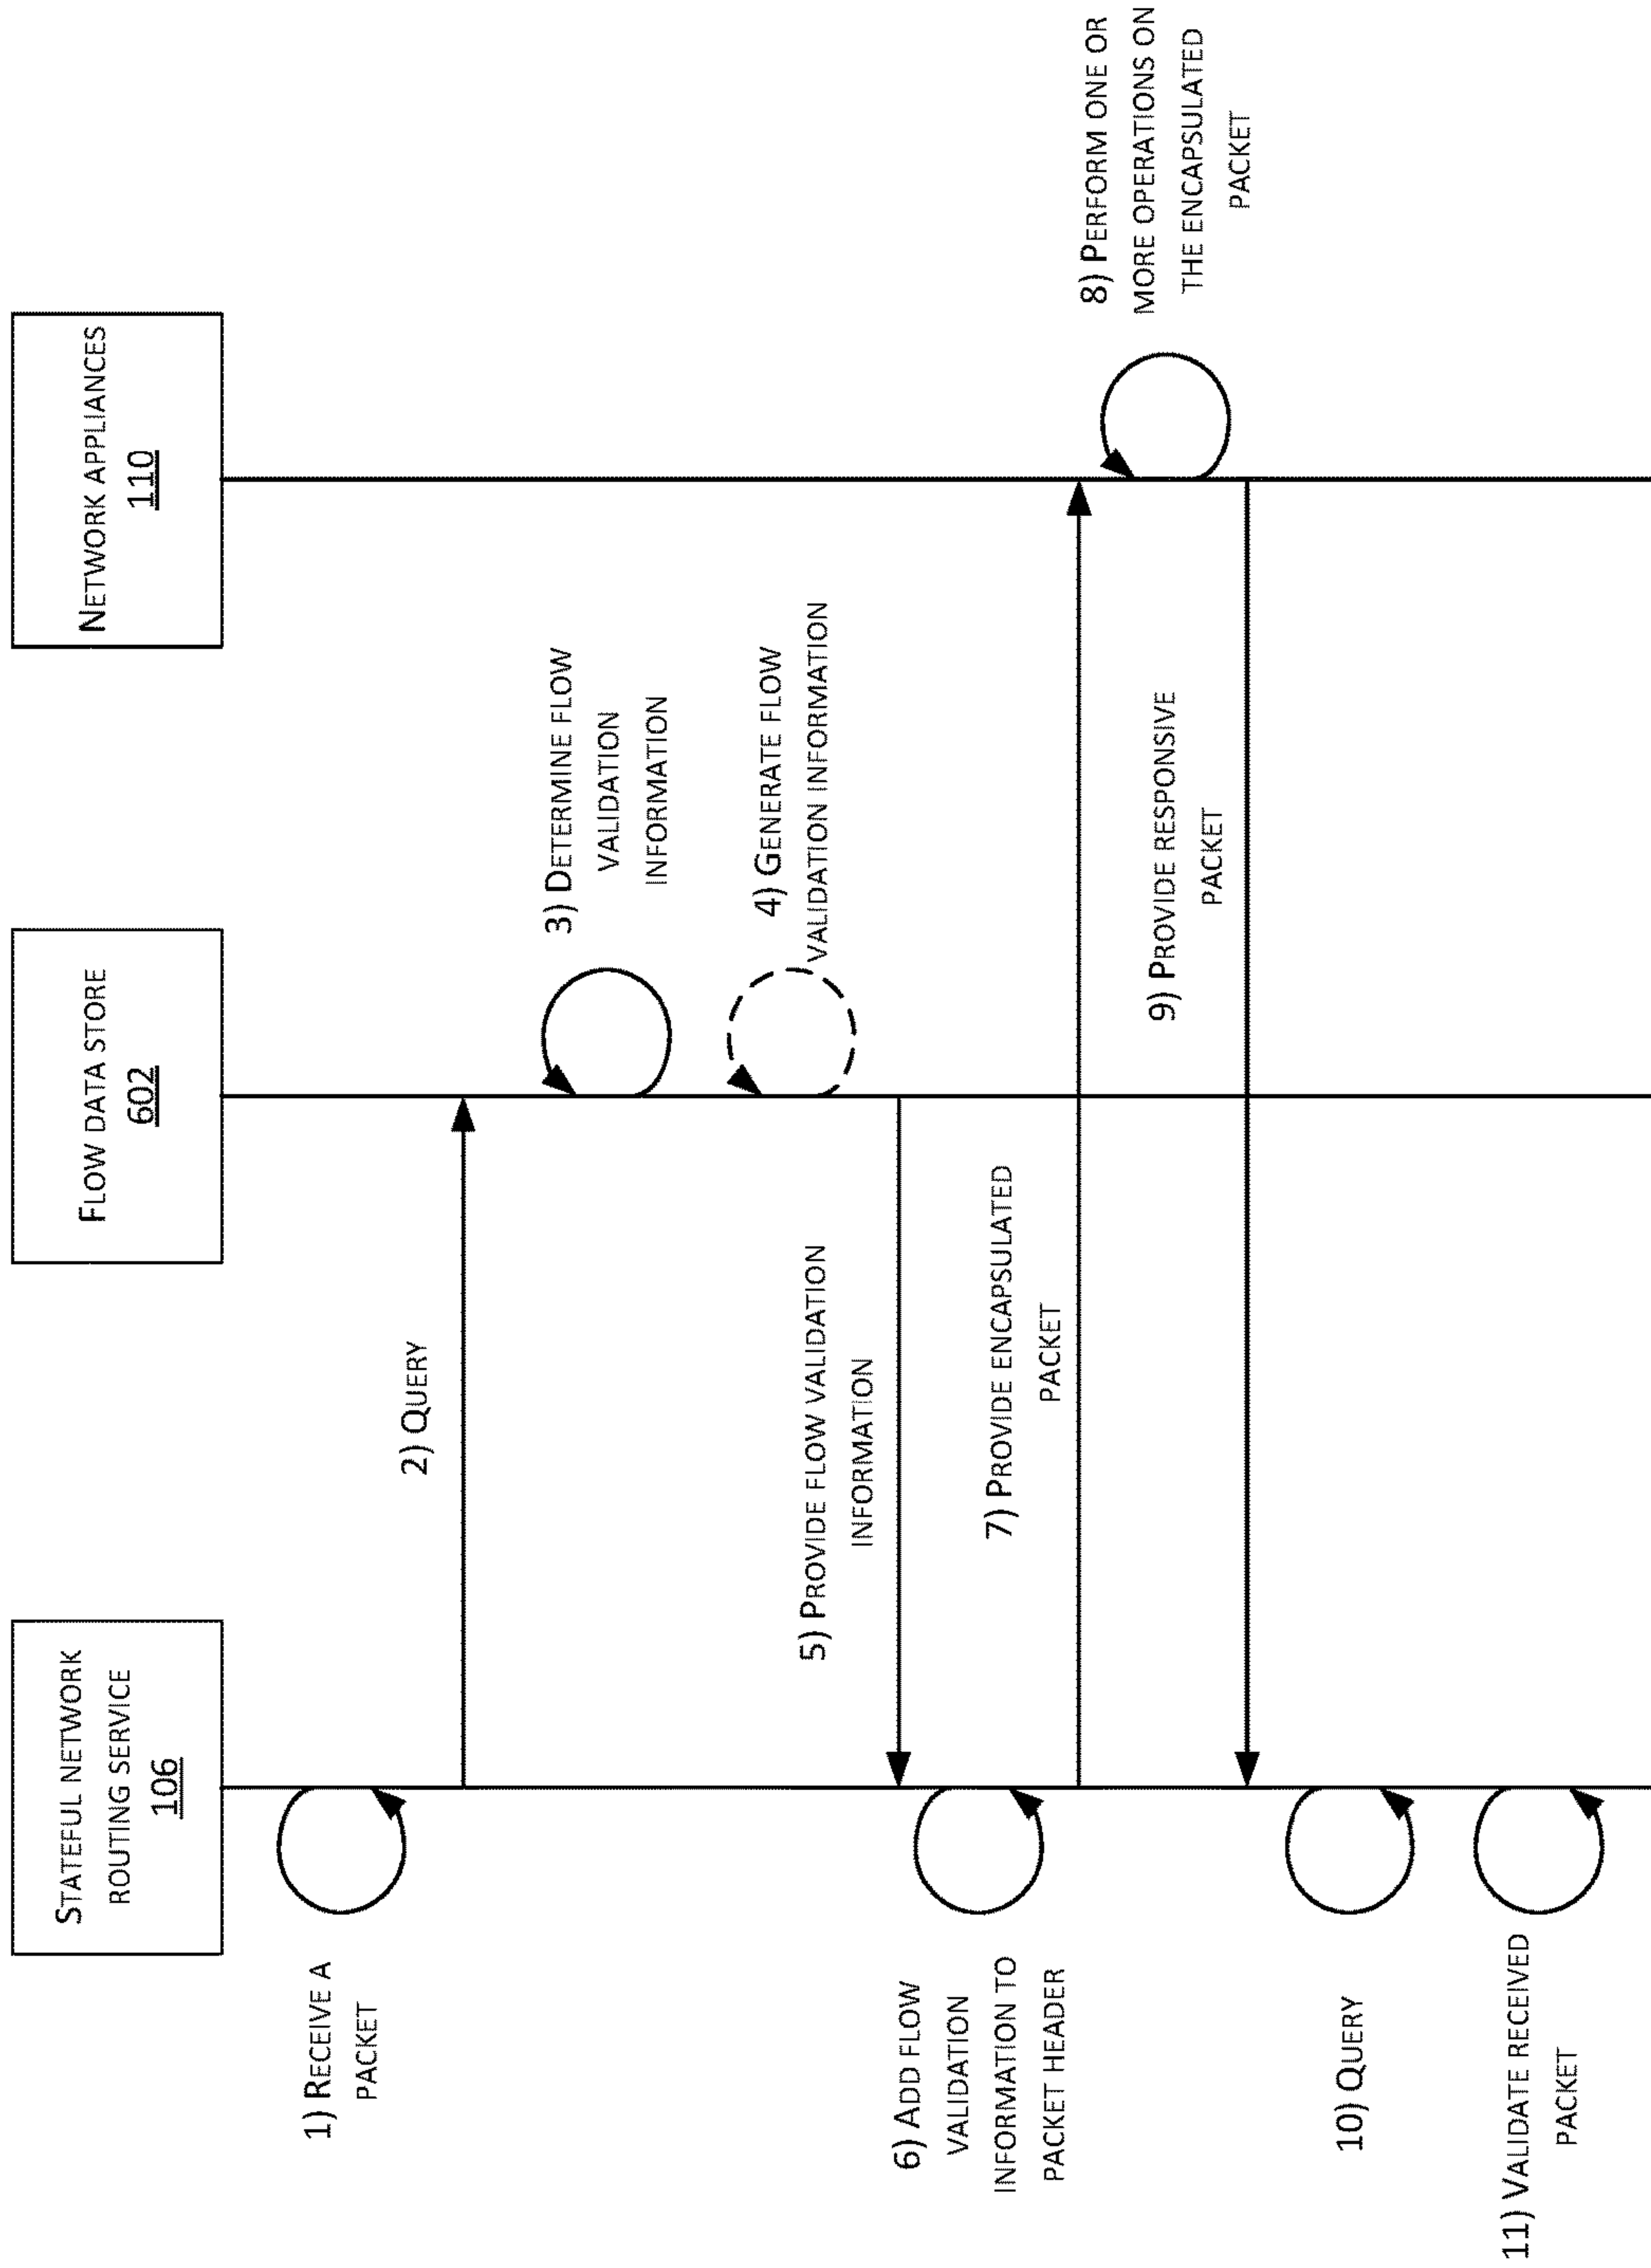 STATEFUL NETWORK
ROUTING SERVICE
106
FLOW DATA STORE
602
NETWORK APPLIANCES
110
1) RECEIVE A
PACKET
2) QUERY
3) DETERMINE FLOW
VALIDATION
INFORMATION
4) GENERATE FLOW
VALIDATION INFORMATION
5) PROVIDE FLOW VALIDATION
INFORMATION
6) ADD FLOW
VALIDATION
INFORMATION TO
PACKET HEADER
7) PROVIDE ENCAPSULATED
PACKET
8) PERFORM ONE OR
MORE OPERATIONS ON
THE ENCAPSULATED
PACKET
9) PROVIDE RESPONSIVE
PACKET
10) QUERY
11) VALIDATE RECEIVED
PACKET